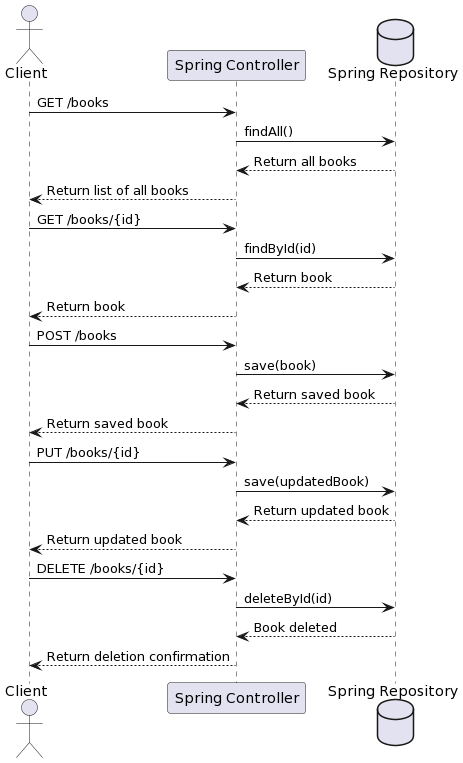 Client
Spring Controller
Spring Repository
GET /books
findAll()
Return all books
Return list of all books
GET /books/{id}
findById(id)
Return book
Return book
POST /books
save(book)
Return saved book
Return saved book
PUT /books/{id}
save(updatedBook)
Return updated book
Return updated book
DELETE /books/{id}
deleteById(id)
Book deleted
Return deletion confirmation
Client
Spring Controller
Spring Repository